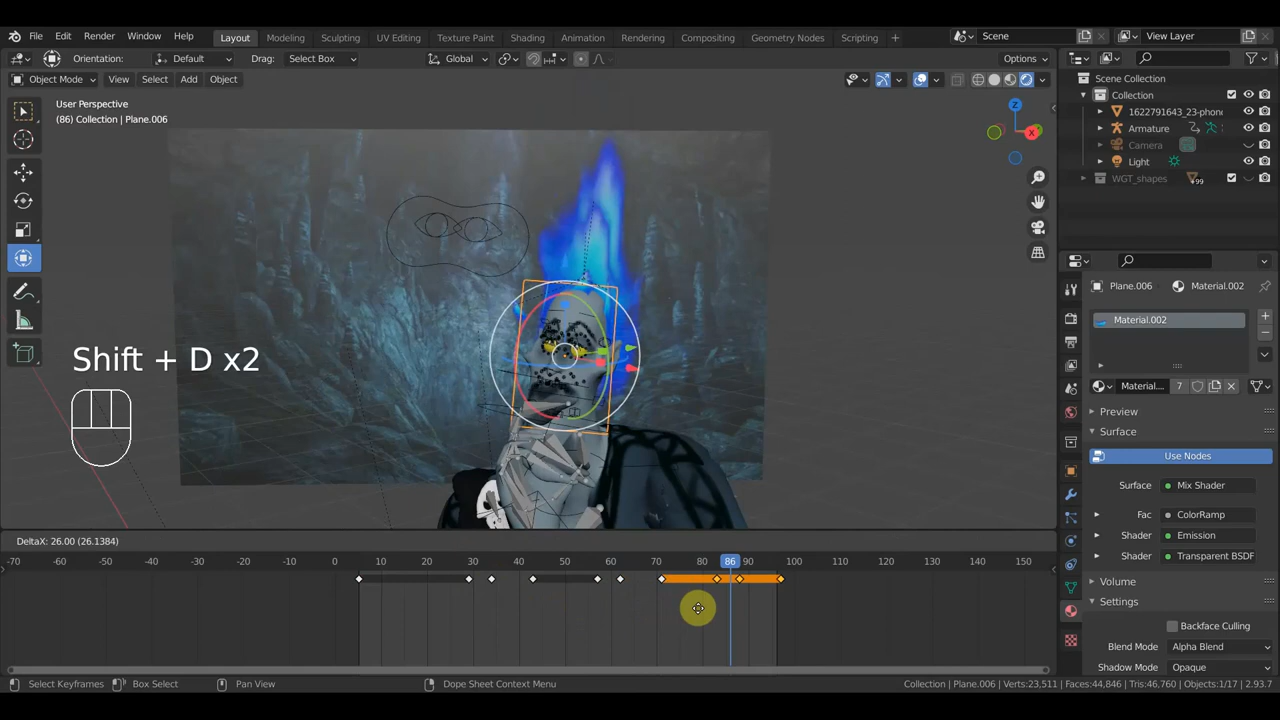 File Edit Render Window Help Layout Modeling Sculpting UV Editing Texture Paint Shading Animation Rendering Compositing Geometry Nodes Scripting + Scene View Layer
Orientation: Default Drag: Select Box Global Options
Object Mode View Select Add Object
User Perspective
(86) Collection | Plane.006
Z
X
Scene Collection
Collection
1622791643_23-phon
Armature
Camera
Light
WGT_shapes 99
Shift + D x2
Plane.006 Material.002
Material.002
Material... 7
Preview
Surface
Use Nodes
Surface Mix Shader
Fac ColorRamp
Shader Emission
Shader Transparent BSDF
Volume
Settings
Backface Culling
Blend Mode Alpha Blend
Shadow Mode Opaque
DeltaX: 26.00 (26.1384)
-70 -60 -50 -40 -30 -20 -10 0 10 20 30 40 50 60 70 80 86 90 100 110 120 130 140 150
Select Keyframes Box Select Pan View Dope Sheet Context Menu Collection | Plane.006 | Verts:23,511 | Faces:44,846 | Tris:46,760 | Objects:1/17 | 2.93.7